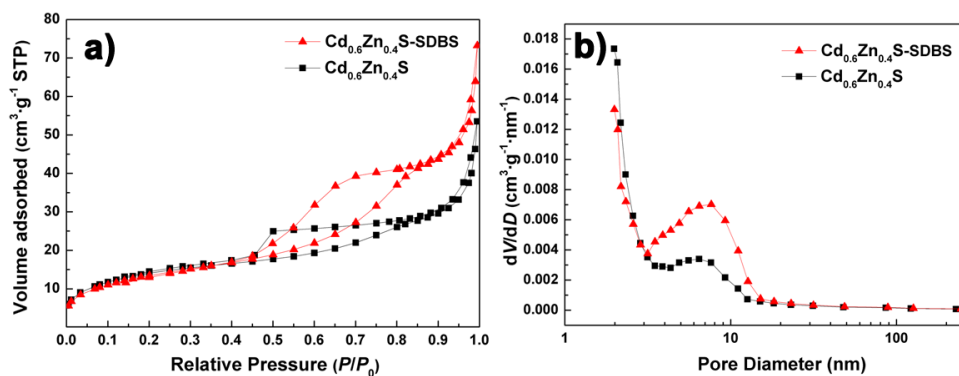 a)
Cd0.6Zn0.4S-SDBS
Cd0.6Zn0.4S
Volume adsorbed (cm3·g-1 STP)
80
70
60
50
40
30
20
10
0.0 0.1 0.2 0.3 0.4 0.5 0.6 0.7 0.8 0.9 1.0
Relative Pressure (P/P0)
b)
Cd0.6Zn0.4S-SDBS
Cd0.6Zn0.4S
dV/dD (cm3·g-1·nm-1)
0.018
0.016
0.014
0.012
0.010
0.008
0.006
0.004
0.002
0.000
1 10 100
Pore Diameter (nm)